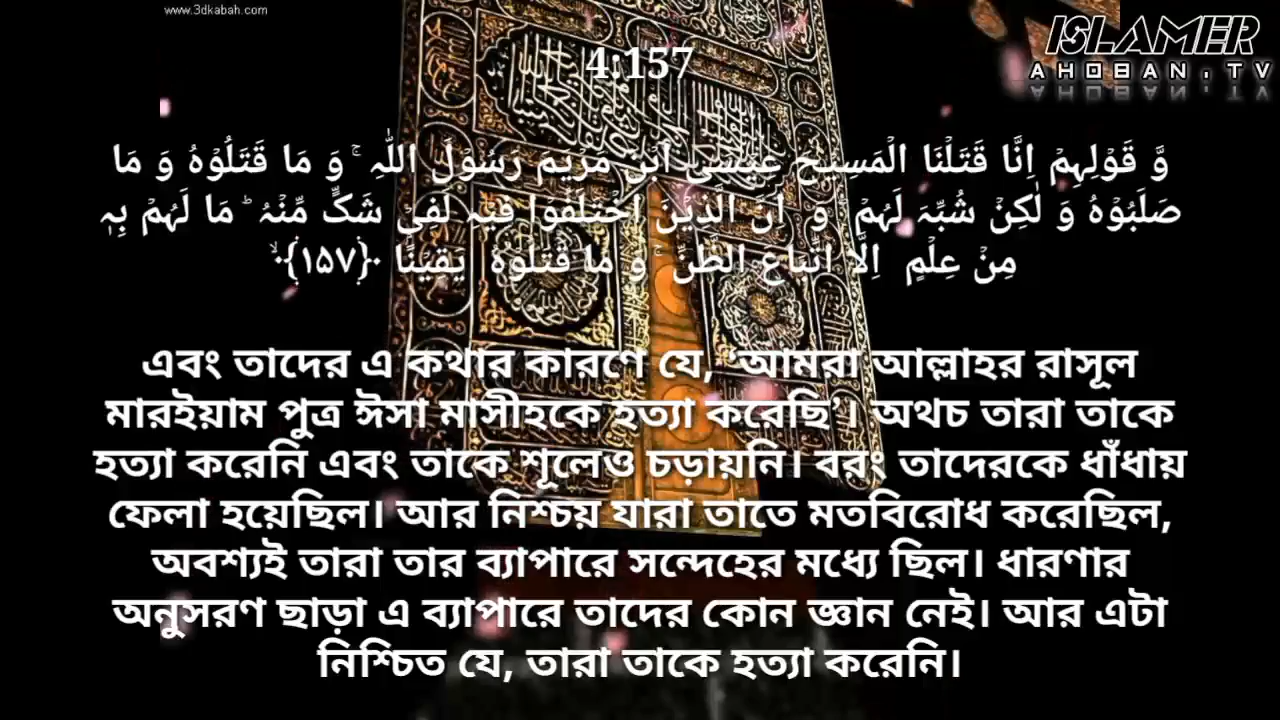 www.3dkabah.com
ISLAMER
AHOBAN.TV
4:157
وَّ قَوۡلِہِمۡ اِنَّا قَتَلۡنَا الۡمَسِیۡحَ عِیۡسَی ابۡنَ مَرۡیَمَ رَسُوۡلَ اللّٰہِ ۚ وَ مَا قَتَلُوۡہُ وَ مَا
صَلَبُوۡہُ وَ لٰکِنۡ شُبِّہَ لَہُمۡ ؕ وَ اِنَّ الَّذِیۡنَ اخۡتَلَفُوۡا فِیۡہِ لَفِیۡ شَکٍّ مِّنۡہُ ؕ مَا لَہُمۡ بِہٖ
مِنۡ عِلۡمٍ اِلَّا اتِّبَاعَ الظَّنِّ ۚ وَ مَا قَتَلُوۡہُ یَقِیۡنًۢا ﴿۱۵۷﴾ۙ
এবং তাদের এ কথার কারণে যে, ‘আমরা আল্লাহর রাসূল
মারইয়াম পুত্র ঈসা মাসীহকে হত্যা করেছি’। অথচ তারা তাকে
হত্যা করেনি এবং তাকে শূলেও চড়ায়নি। বরং তাদেরকে ধাঁধায়
ফেলা হয়েছিল। আর নিশ্চয় যারা তাতে মতবিরোধ করেছিল,
অবশ্যই তারা তার ব্যাপারে সন্দেহের মধ্যে ছিল। ধারণার
অনুসরণ ছাড়া এ ব্যাপারে তাদের কোন জ্ঞান নেই। আর এটা
নিশ্চিত যে, তারা তাকে হত্যা করেনি।